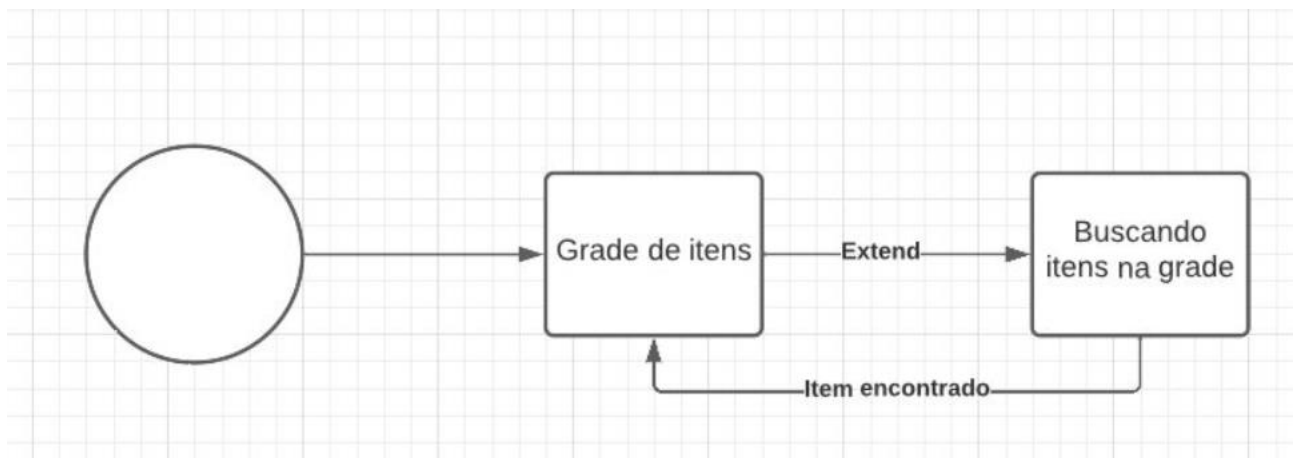 Grade de itens
Extend
Buscando
itens na grade
Item encontrado